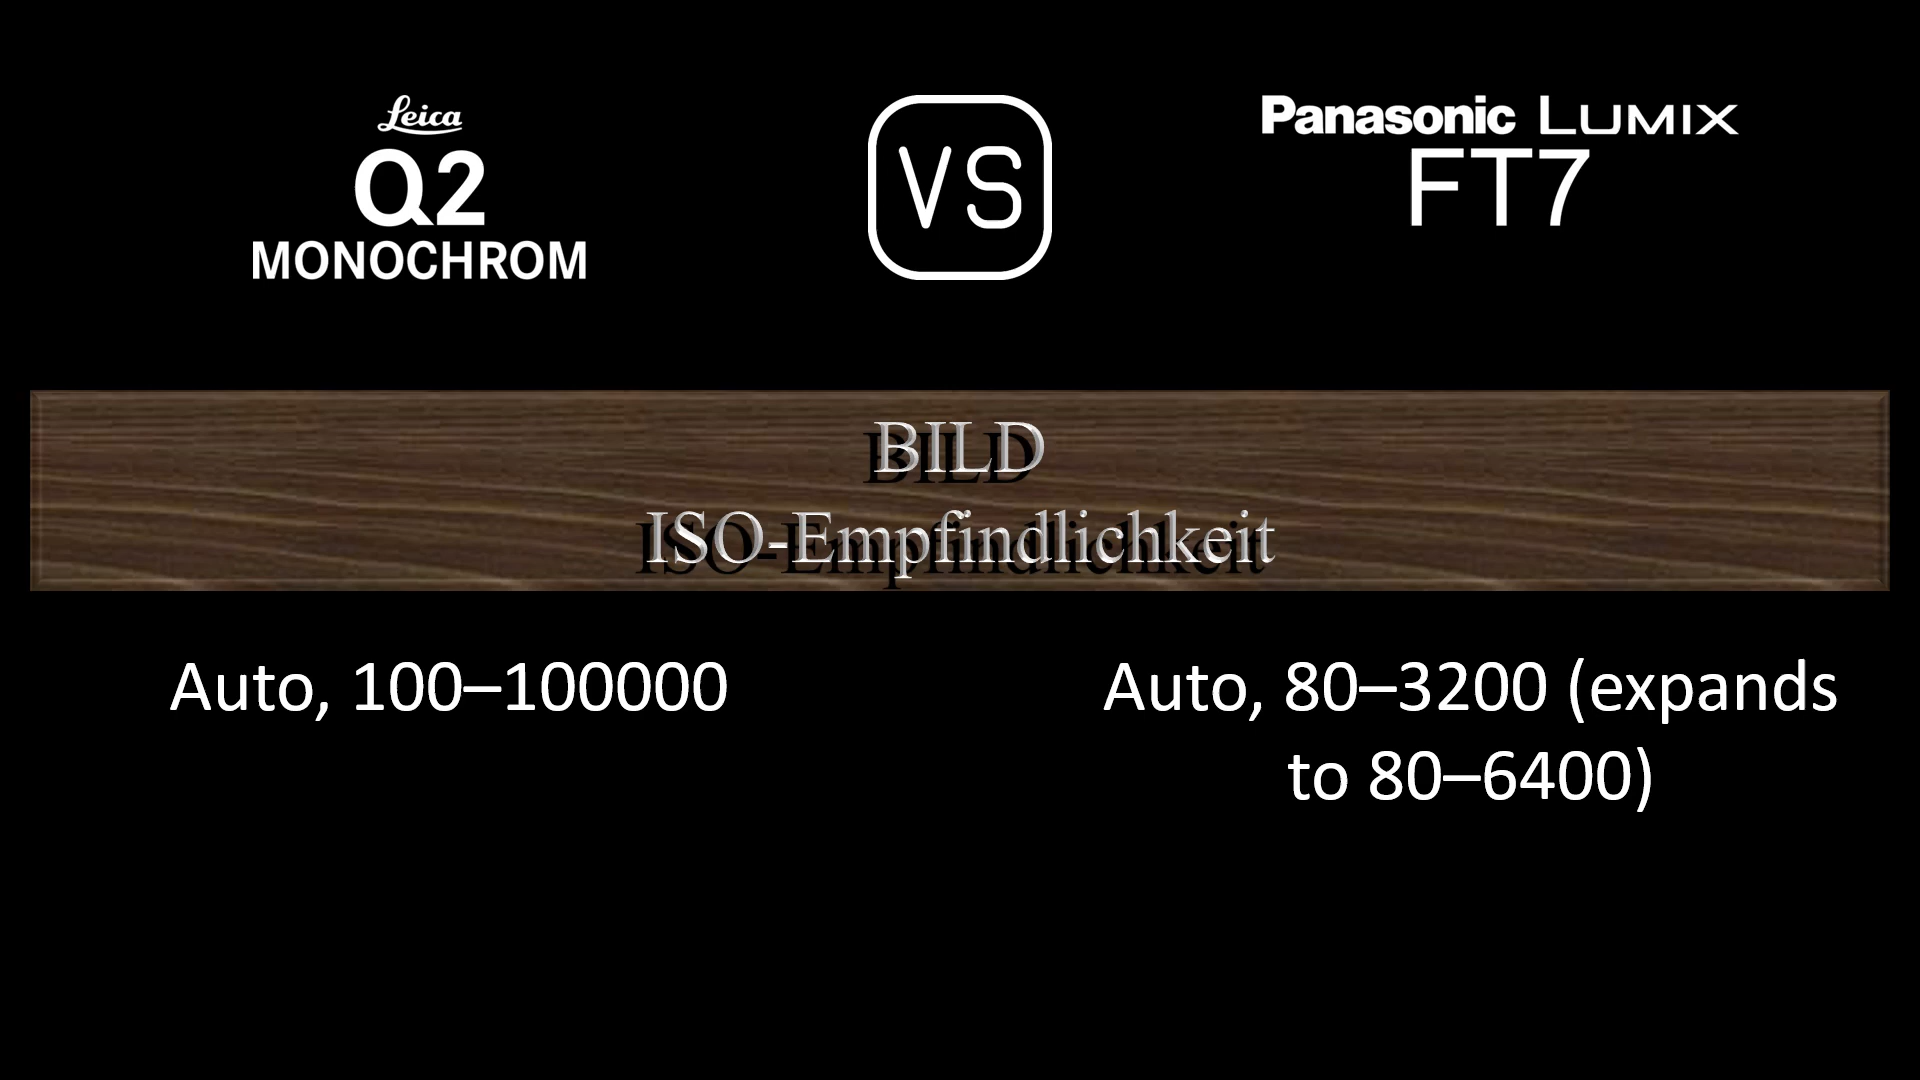 Leica
Q2
MONOCHROM
VS
Panasonic LUMIX
FT7
BILD
ISO-Empfindlichkeit
Auto, 100–100000
Auto, 80–3200 (expands
to 80–6400)